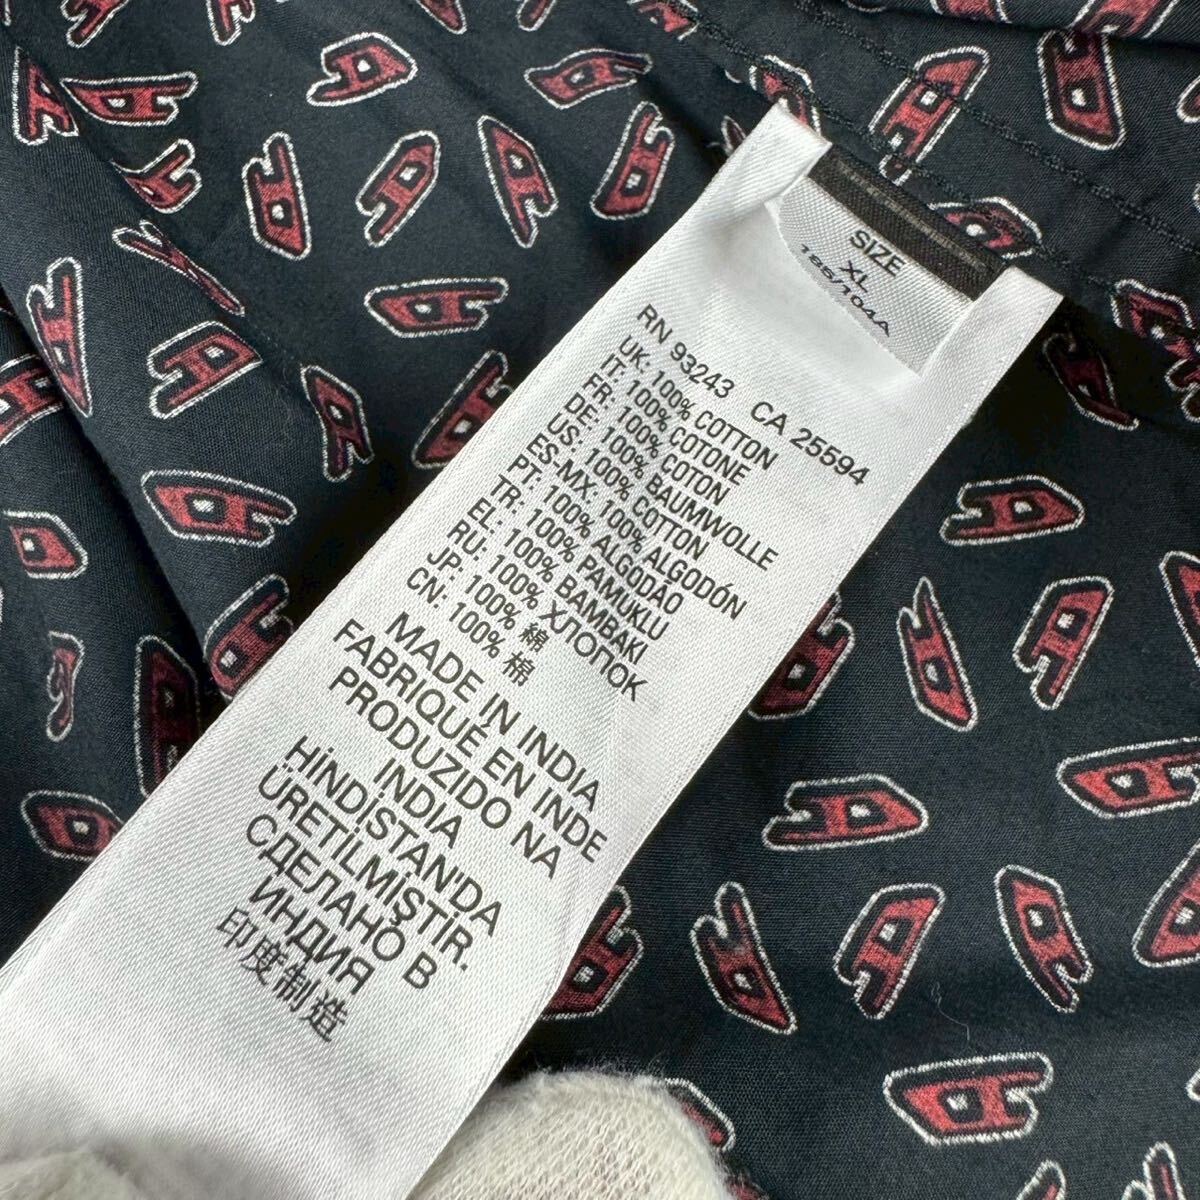 SIZE
XL
185/104A
RN 93243 CA 25594
UK: 100% COTTON
IT: 100% COTONE
FR: 100% COTON
DE: 100% BAUMWOLLE
US: 100% COTTON
ES-MX: 100% ALGODÓN
PT: 100% ALGODÃO
TR: 100% PAMUKLU
EL: 100% BAMBAKI
RU: 100% ХЛОПОК
JP: 100% 綿
CN: 100% 棉
MADE IN INDIA
FABRIQUÉ EN INDE
PRODUZIDO NA
ÍNDIA
HİNDİSTAN'DA
ÜRETİLMİŞTİR.
СДЕЛАНО В
ИНДИЯ
印度制造